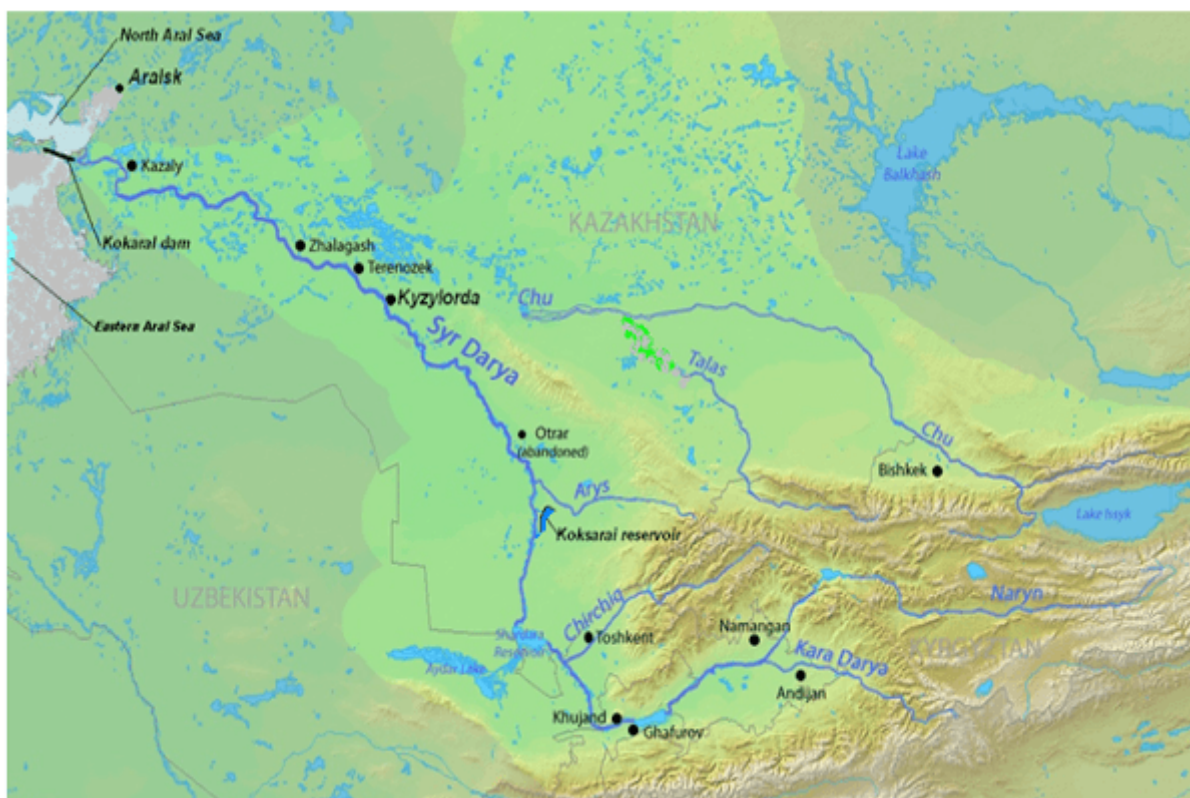 North Aral Sea
Aralsk
Kazaly
Lake
Balkhash
KAZAKHSTAN
Kokaral dam
Zhalagash
Terenozek
Kyzylorda
Chu
Eastern Aral Sea
Syr Darya
Talas
Chu
Otrar
(abandoned)
Bishkek
Arys
Lake Issyk
Koksarai reservoir
UZBEKISTAN
Chirchiq
Naryn
Toshkent
Namangan
Shardara
Reservoir
Kara Darya
KYRGYZTAN
Aydar Lake
Andijan
Khujand
Ghafurov